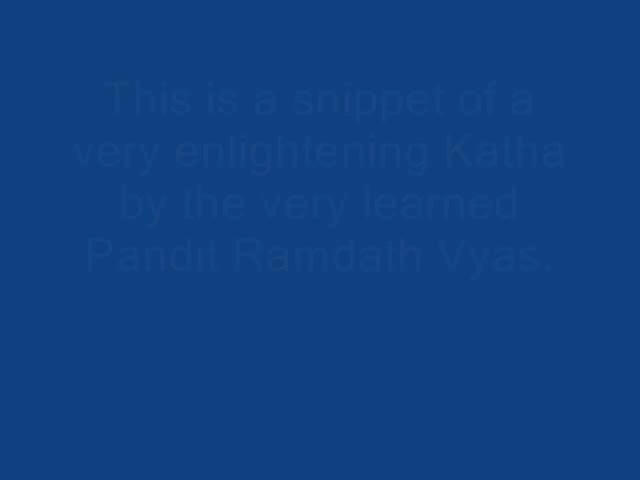 This is a snippet of a
very enlightening Katha
by the very learned
Pandit Ramdath Vyas.